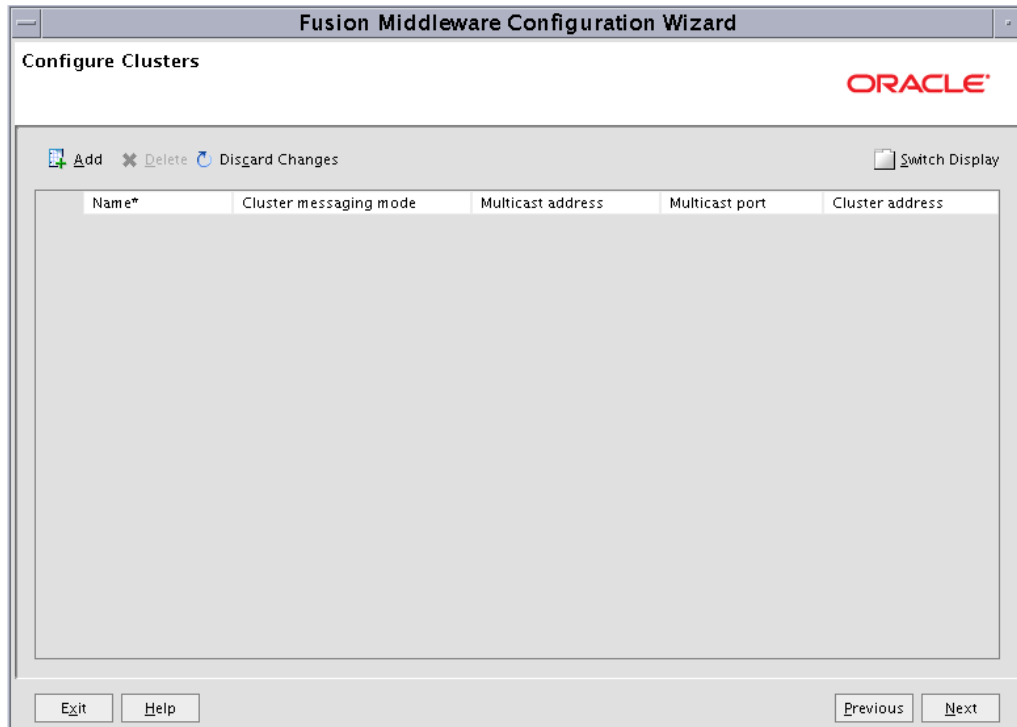 Fusion Middleware Configuration Wizard
Configure Clusters
ORACLE
Add Delete Discard Changes Switch Display
Name* Cluster messaging mode Multicast address Multicast port Cluster address
Exit Help Previous Next